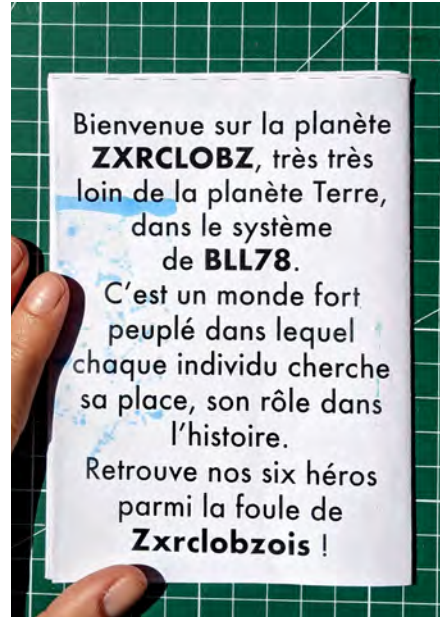 Bienvenue sur la planète
ZXRCLOBZ, très très
loin de la planète Terre,
dans le système
de BLL78.
C’est un monde fort
peuplé dans lequel
chaque individu cherche
sa place, son rôle dans
l’histoire.
Retrouve nos six héros
parmi la foule de
Zxrclobzois !